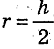 r = h/2